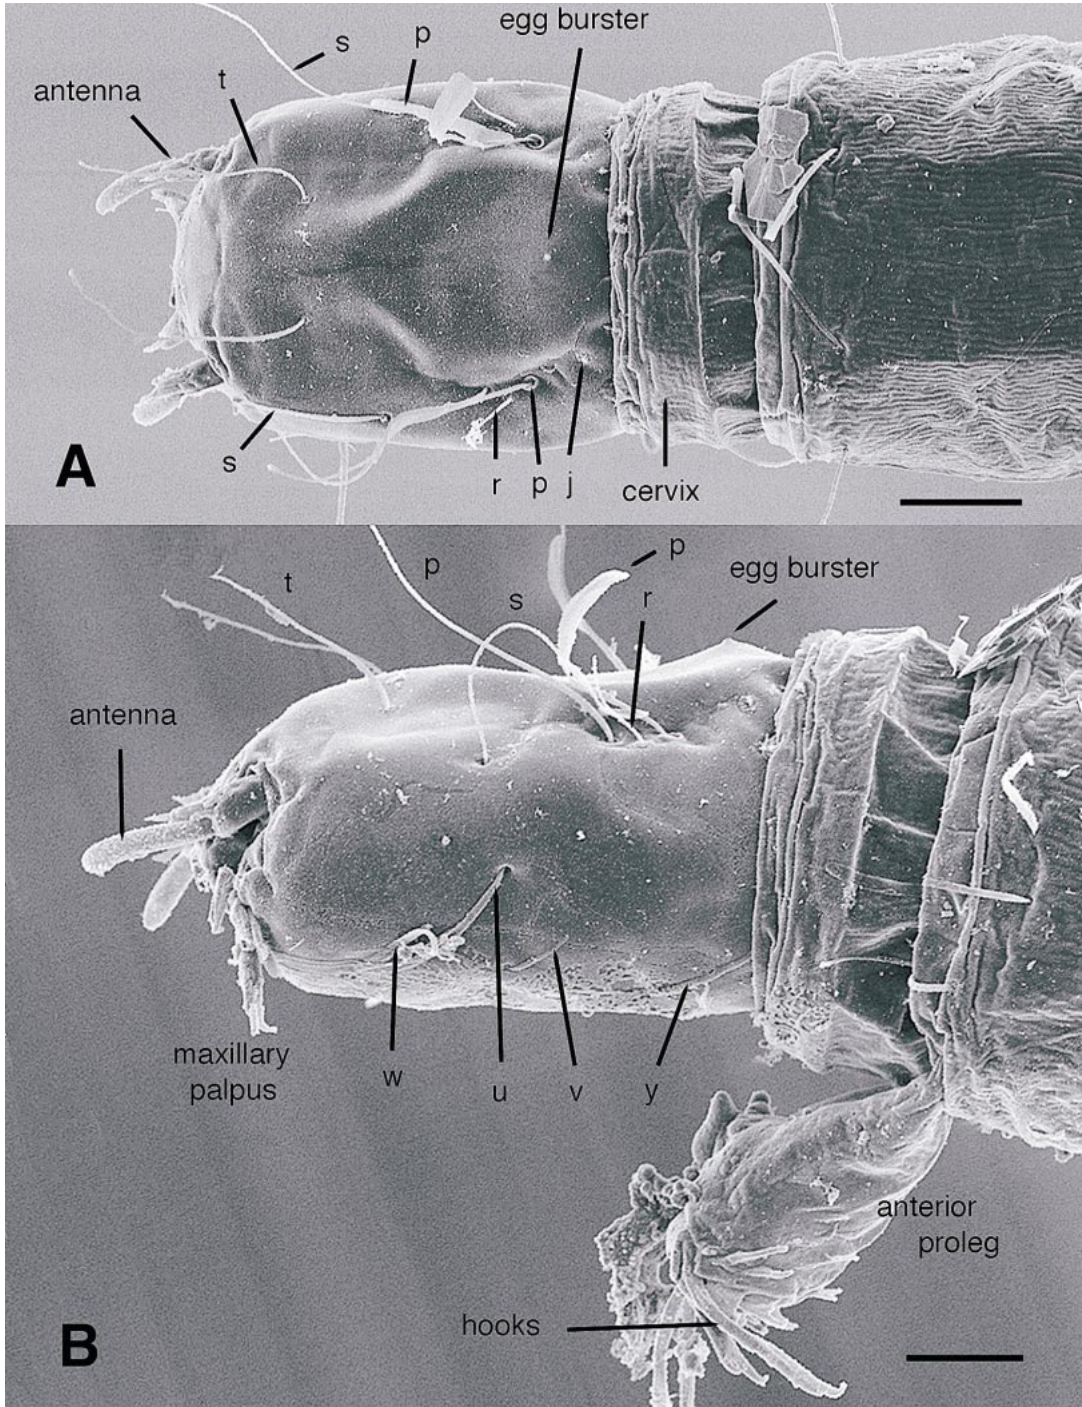 egg burster
s
p
t
antenna
A
s
r
p
j
cervix
p
p
egg burster
t
s
r
antenna
maxillary
palpus
w
u
v
y
anterior
proleg
hooks
B